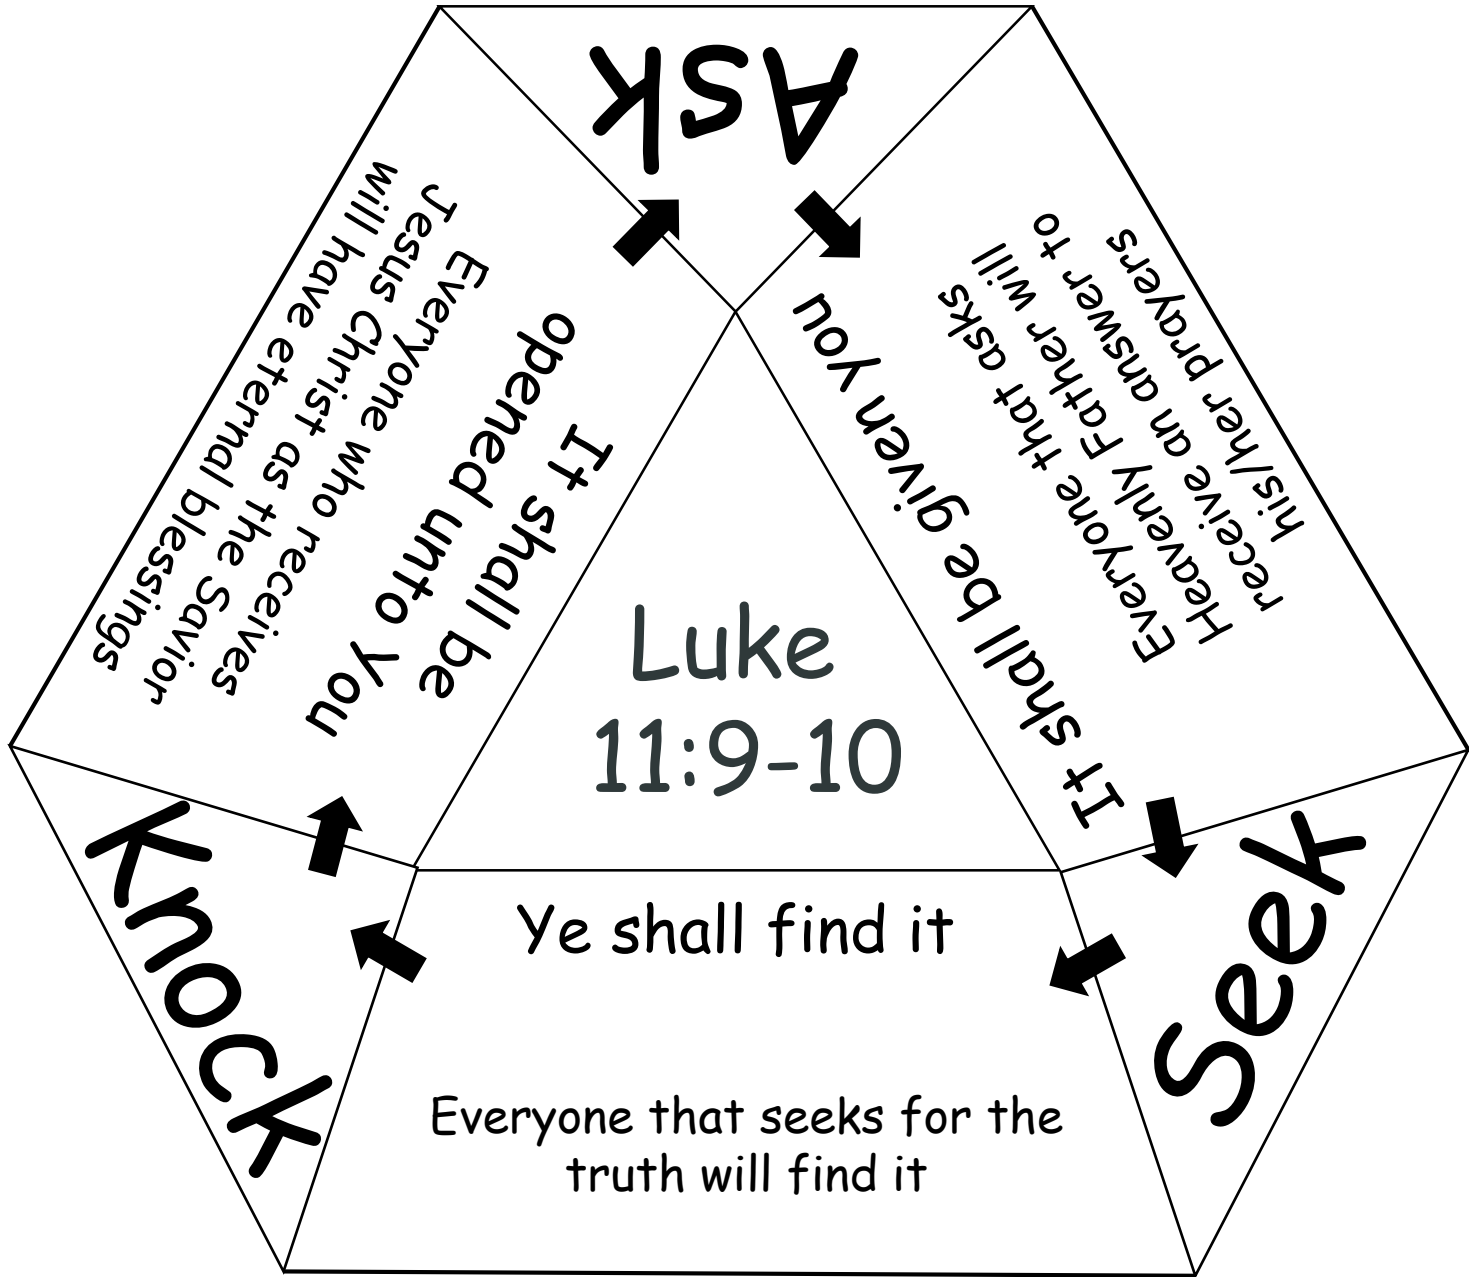 Ask
It shall be given you
Everyone that asks
Heavenly Father will
receive an answer to
his/her prayers
Seek
Ye shall find it
Everyone that seeks for the
truth will find it
Knock
It shall be
opened unto you
Everyone who receives
Jesus Christ as the Savior
will have eternal blessings
Luke
11:9-10